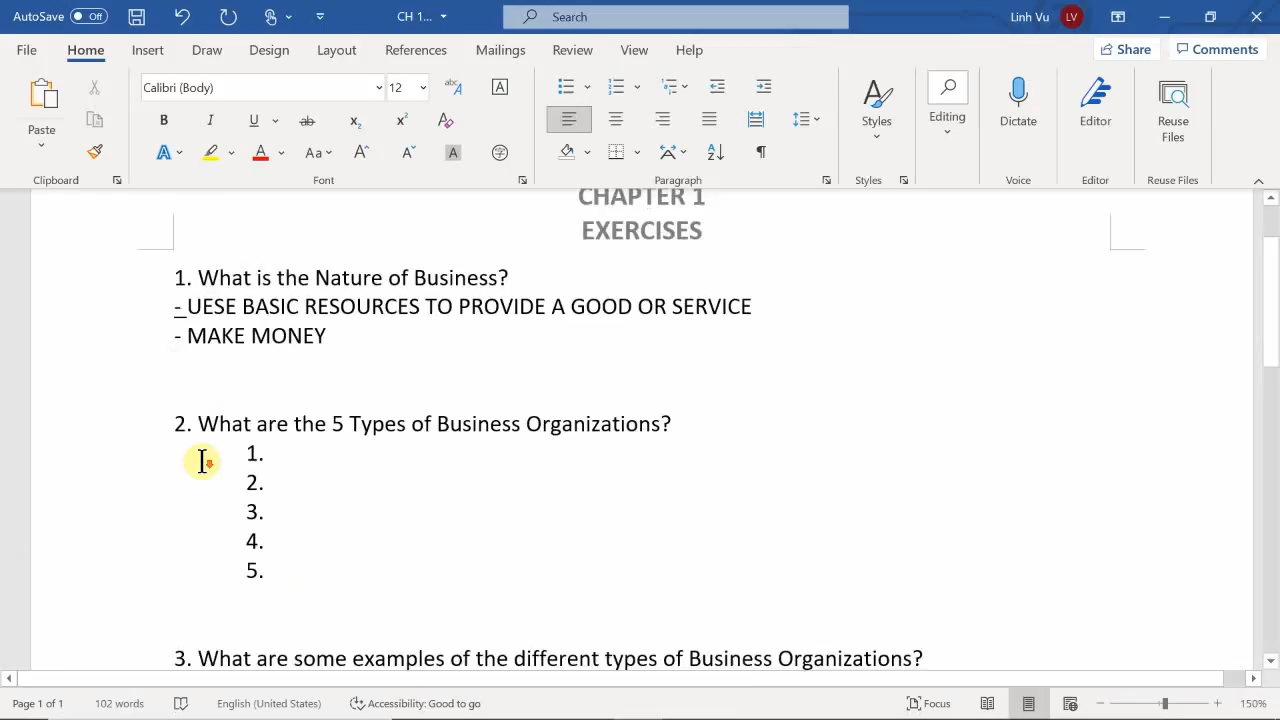 AutoSave Off CH 1... Search Linh Vu LV
File Home Insert Draw Design Layout References Mailings Review View Help Share Comments
Calibri (Body) 12
Paste
Clipboard Font Paragraph Styles Voice Editor Reuse Files
Styles Editing Dictate Editor Reuse
Files
CHAPTER 1
EXERCISES
1. What is the Nature of Business?
- UESE BASIC RESOURCES TO PROVIDE A GOOD OR SERVICE
- MAKE MONEY
2. What are the 5 Types of Business Organizations?
1.
2.
3.
4.
5.
3. What are some examples of the different types of Business Organizations?
Page 1 of 1 102 words English (United States) Accessibility: Good to go Focus 150%